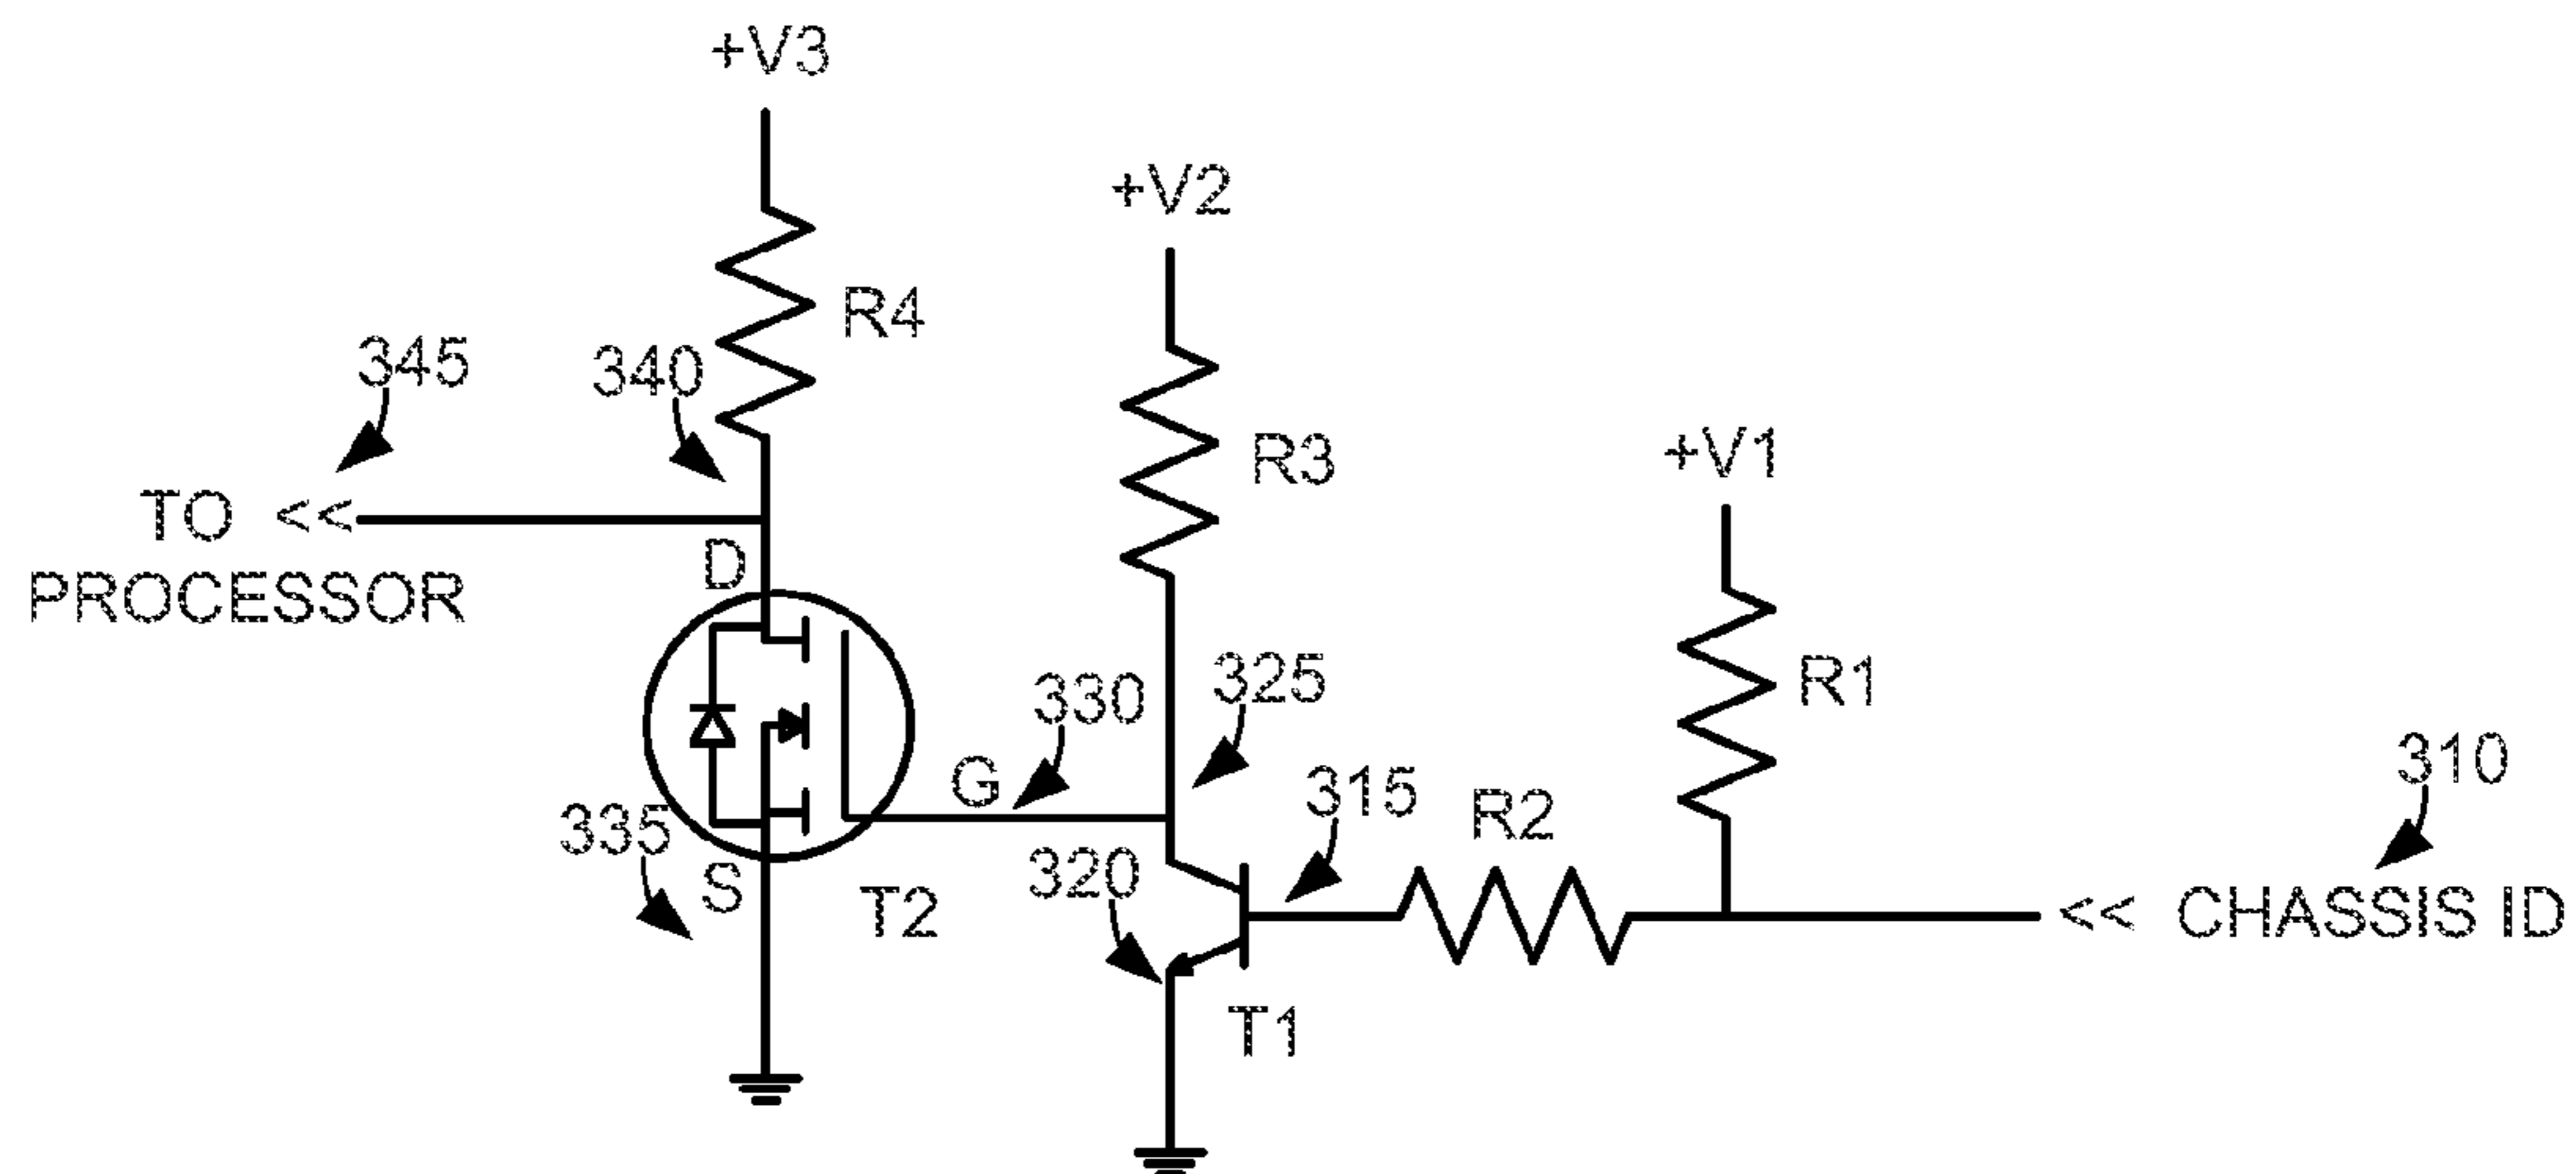 +V3
+V2
R4
345
340
+V1
R3
TO <<
PROCESSOR
D
325
R1
330
310
G
315
R2
335
320
S
T2
<< CHASSIS ID
T1